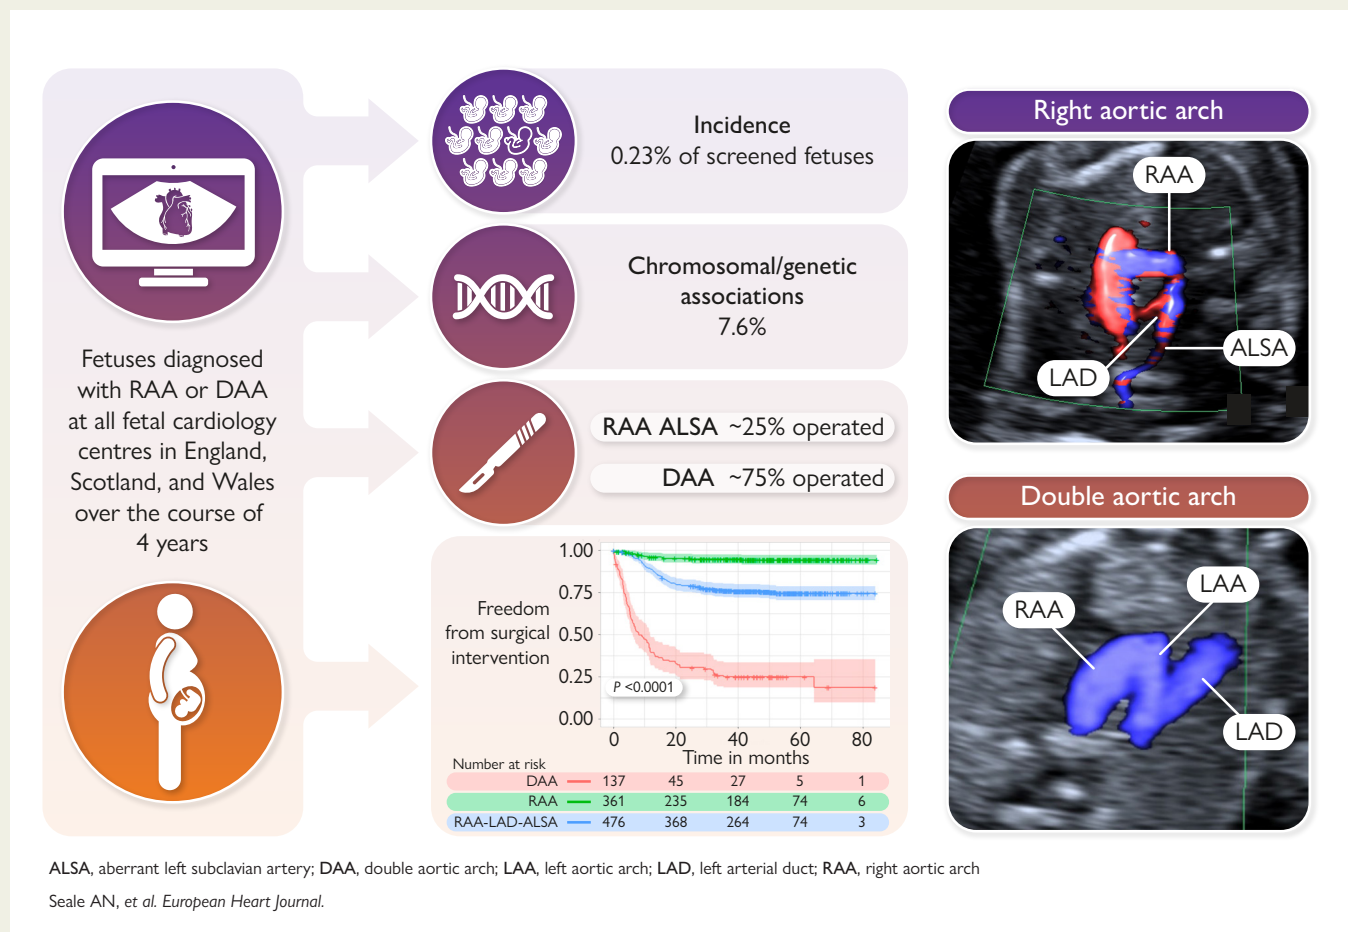 Fetuses diagnosed
with RAA or DAA
at all fetal cardiology
centres in England,
Scotland, and Wales
over the course of
4 years
Incidence
0.23% of screened fetuses
Chromosomal/genetic
associations
7.6%
RAA ALSA ~25% operated
DAA ~75% operated
Freedom
from surgical
intervention
1.00
0.75
0.50
0.25
0.00
P <0.0001
0 20 40 60 80
Time in months
Number at risk
DAA 137 45 27 5 1
RAA 361 235 184 74 6
RAA-LAD-ALSA 476 368 264 74 3
Right aortic arch
RAA
ALSA
LAD
Double aortic arch
LAA
RAA
LAD
ALSA, aberrant left subclavian artery; DAA, double aortic arch; LAA, left aortic arch; LAD, left arterial duct; RAA, right aortic arch
Seale AN, et al. European Heart Journal.